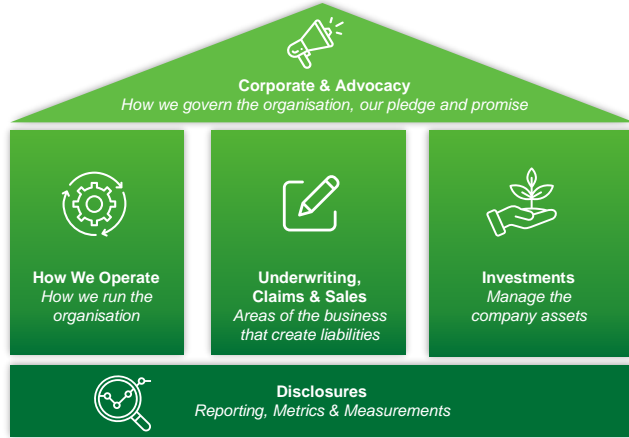 Corporate & Advocacy
How we govern the organisation, our pledge and promise
How We Operate
How we run the
organisation
Underwriting,
Claims & Sales
Areas of the business
that create liabilities
Investments
Manage the
company assets
Disclosures
Reporting, Metrics & Measurements